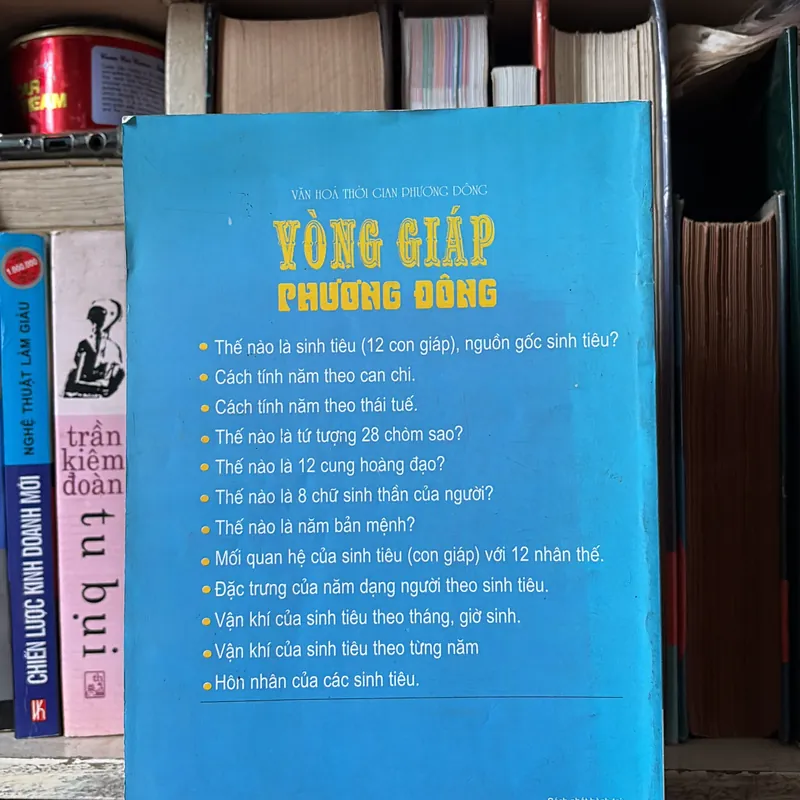 VĂN HOÁ THỜI GIAN PHƯƠNG ĐÔNG
VÒNG GIÁP
PHƯƠNG ĐÔNG
Thế nào là sinh tiêu (12 con giáp), nguồn gốc sinh tiêu?
Cách tính năm theo can chi.
Cách tính năm theo thái tuế.
Thế nào là tứ tượng 28 chòm sao?
Thế nào là 12 cung hoàng đạo?
Thế nào là 8 chữ sinh thần của người?
Thế nào là năm bản mệnh?
Mối quan hệ của sinh tiêu (con giáp) với 12 nhân thế.
Đặc trưng của năm dạng người theo sinh tiêu.
Vận khí của sinh tiêu theo tháng, giờ sinh.
Vận khí của sinh tiêu theo từng năm
Hôn nhân của các sinh tiêu.
1.000.000
NGHỆ THUẬT LÀM GIÀU
CHIẾN LƯỢC KINH DOANH MỚI
trần
kiêm
đoàn
tu bụi